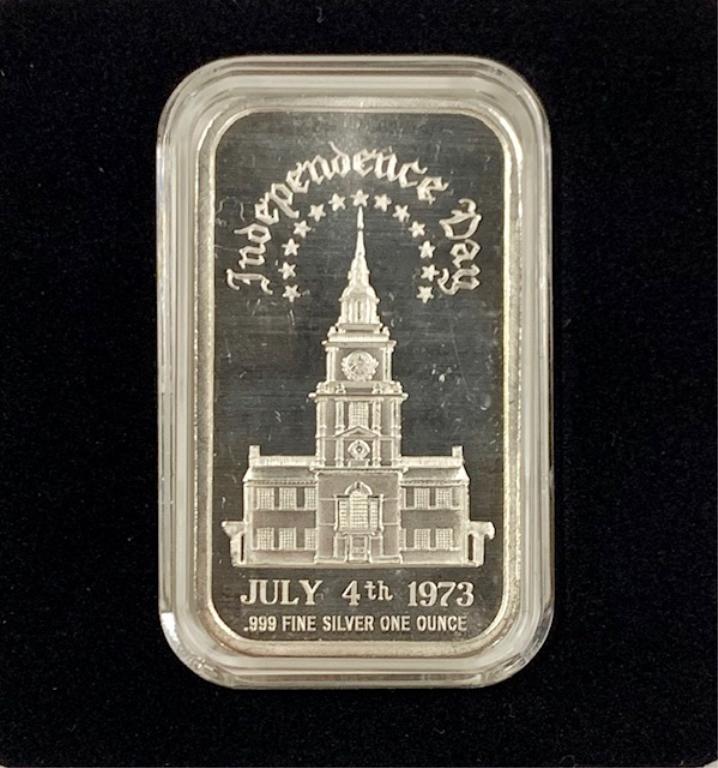 Independence Day
JULY 4th 1973
.999 FINE SILVER ONE OUNCE